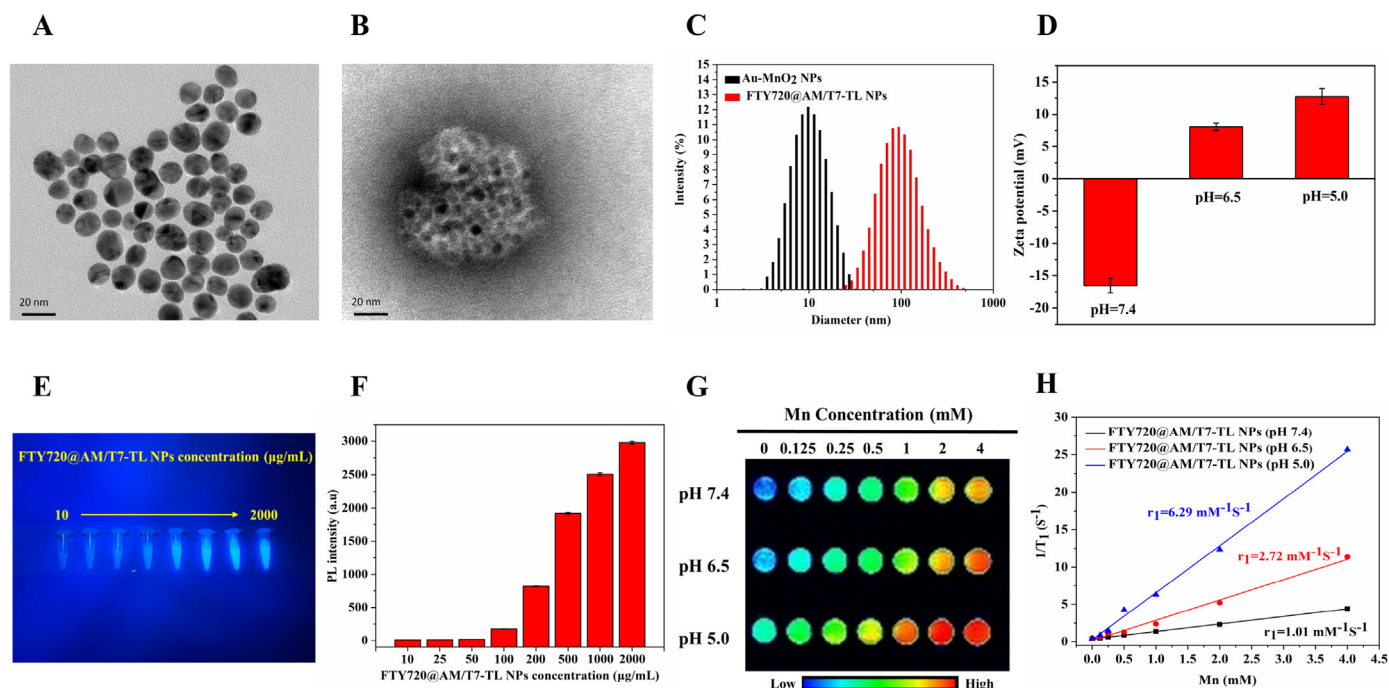 A
20 nm
B
20 nm
C
Intensity (%)
15
14
13
12
11
10
9
8
7
6
5
4
3
2
1
0
Au-MnO₂ NPs
FTY720@AM/T7-TL NPs
1 10 100 1000
Diameter (nm)
D
Zeta potential (mV)
15
10
5
0
-5
-10
-15
-20
pH=7.4
pH=6.5
pH=5.0
E
FTY720@AM/T7-TL NPs concentration (µg/mL)
10 2000
F
PL intensity (a.u)
3000
2500
2000
1500
1000
500
0
10 25 50 100 200 500 1000 2000
FTY720@AM/T7-TL NPs concentration (µg/mL)
G
Mn Concentration (mM)
0 0.125 0.25 0.5 1 2 4
pH 7.4
pH 6.5
pH 5.0
Low High
H
1/T₁ (S⁻¹)
30
25
20
15
10
5
0
FTY720@AM/T7-TL NPs (pH 7.4)
FTY720@AM/T7-TL NPs (pH 6.5)
FTY720@AM/T7-TL NPs (pH 5.0)
r₁=6.29 mM⁻¹S⁻¹
r₁=2.72 mM⁻¹S⁻¹
r₁=1.01 mM⁻¹S⁻¹
0.0 0.5 1.0 1.5 2.0 2.5 3.0 3.5 4.0 4.5
Mn (mM)